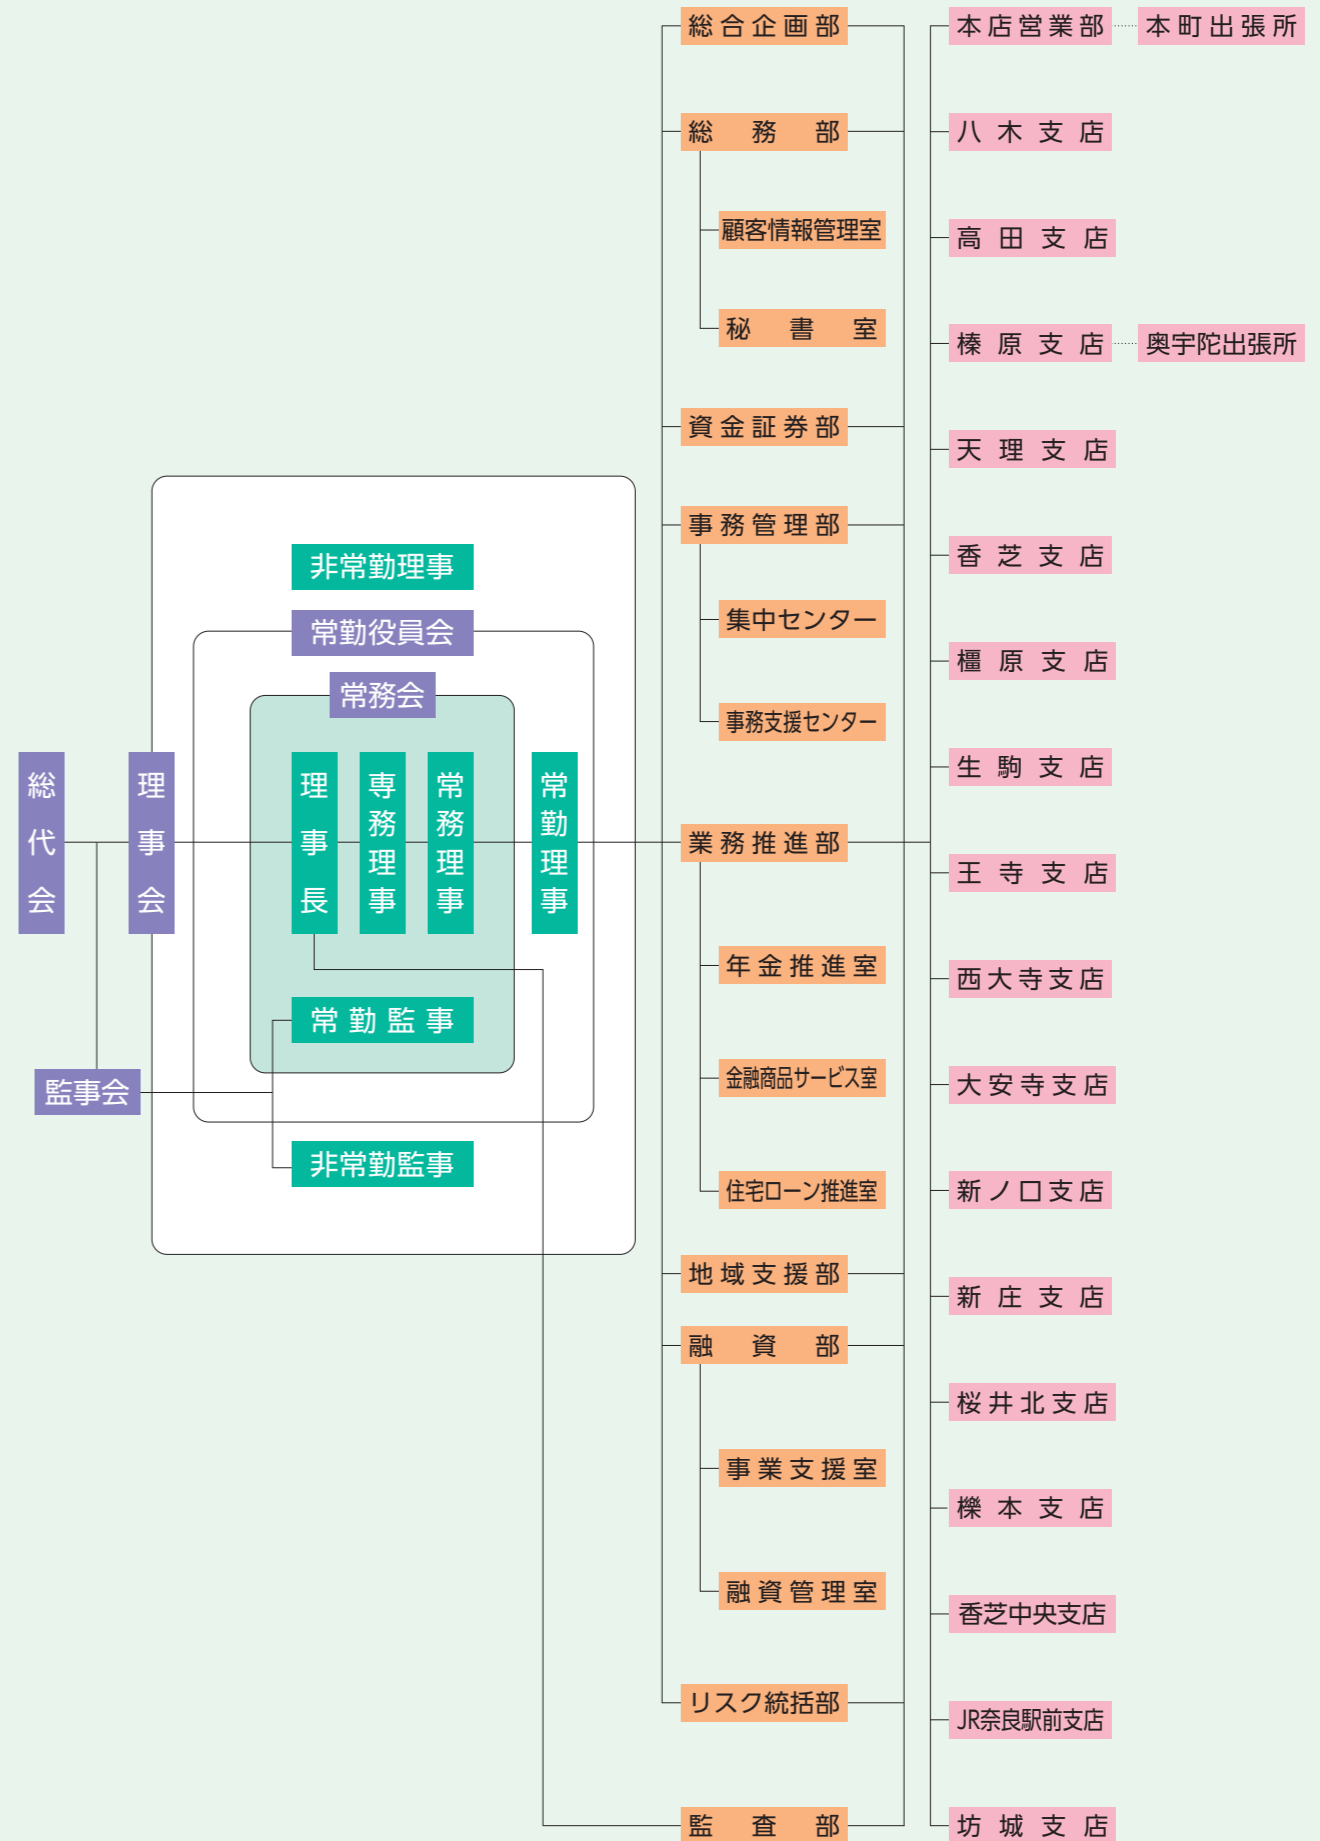 総代会
理事会
監事会
非常勤理事
常勤役員会
常務会
理事長
専務理事
常務理事
常勤理事
常勤監事
非常勤監事
総合企画部
総務部
顧客情報管理室
秘書室
資金証券部
事務管理部
集中センター
事務支援センター
業務推進部
年金推進室
金融商品サービス室
住宅ローン推進室
地域支援部
融資部
事業支援室
融資管理室
リスク統括部
監査部
本店営業部 本町出張所
八木支店
高田支店
榛原支店 奥宇陀出張所
天理支店
香芝支店
橿原支店
生駒支店
王寺支店
西大寺支店
大安寺支店
新ノ口支店
新庄支店
桜井北支店
櫟本支店
香芝中央支店
JR奈良駅前支店
坊城支店